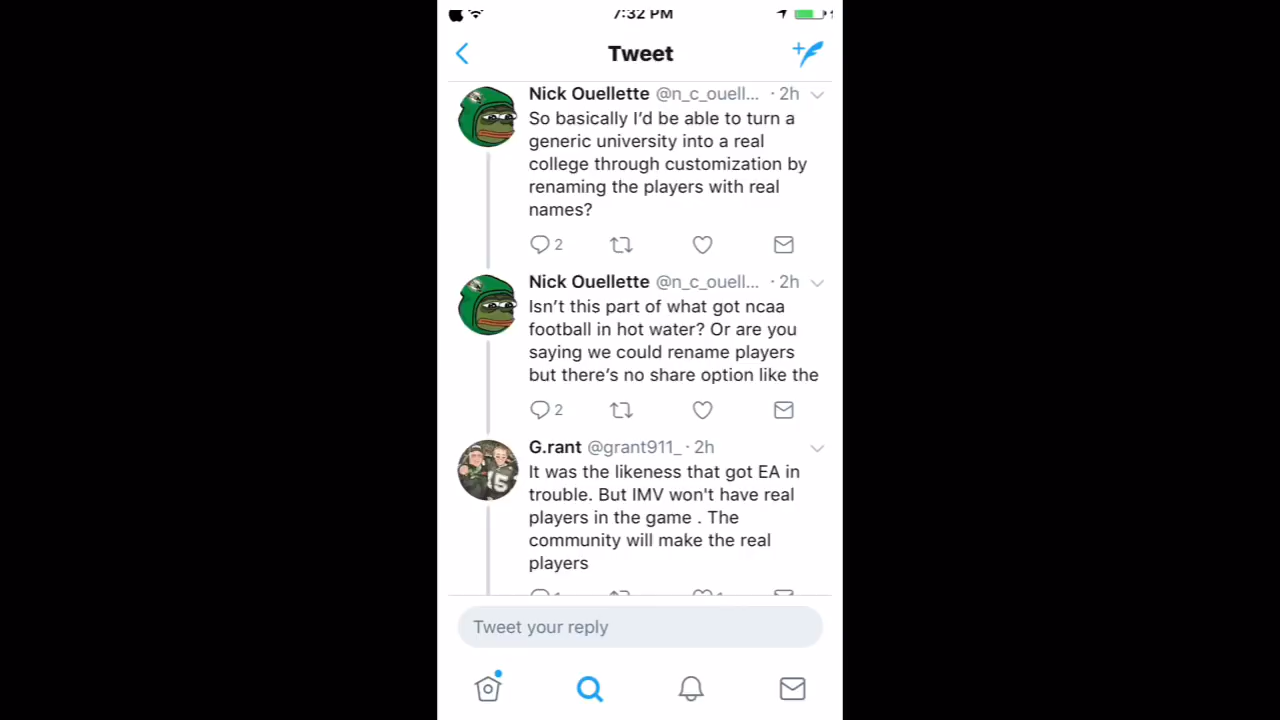 7:32 PM
Tweet
Nick Ouellette @n_c_ouell... · 2h
So basically I’d be able to turn a
generic university into a real
college through customization by
renaming the players with real
names?
2
Nick Ouellette @n_c_ouell... · 2h
Isn’t this part of what got ncaa
football in hot water? Or are you
saying we could rename players
but there’s no share option like the
2
G.rant @grant911_ · 2h
It was the likeness that got EA in
trouble. But IMV won't have real
players in the game . The
community will make the real
players
Tweet your reply